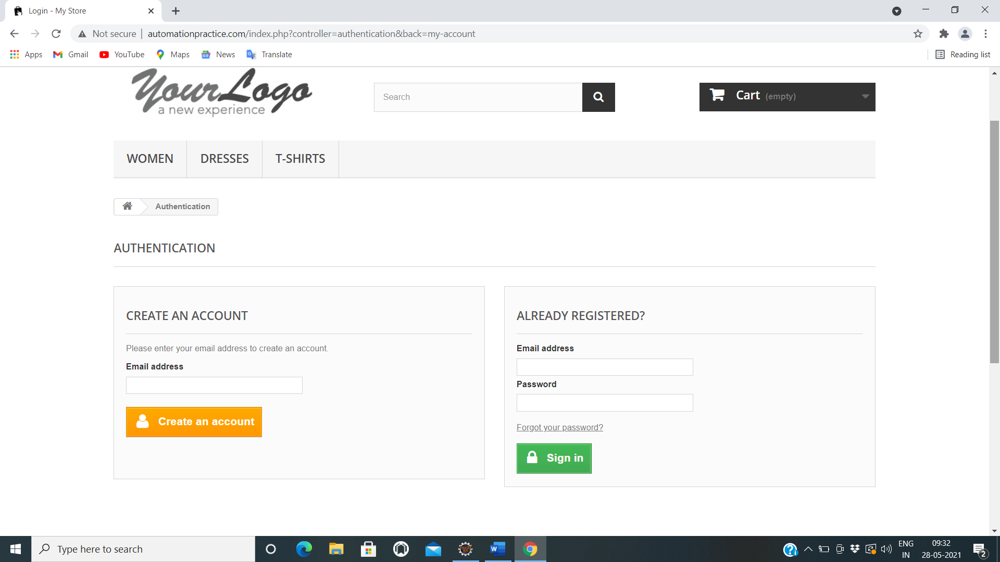 Login - My Store
Not secure
automationpractice.com/index.php?controller=authentication&back=my-account
Apps
Gmail
YouTube
Maps
News
Translate
Reading list
YourLogo
a new experience
Search
Cart (empty)
WOMEN
DRESSES
T-SHIRTS
Authentication
AUTHENTICATION
CREATE AN ACCOUNT
Please enter your email address to create an account.
Email address
Create an account
ALREADY REGISTERED?
Email address
Password
Forgot your password?
Sign in
Type here to search
ENG
IN
09:32
28-05-2021
2